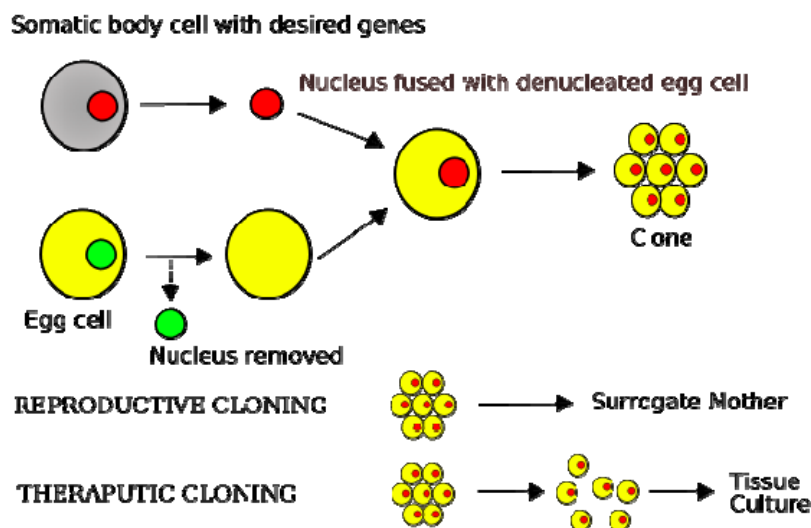 Somatic body cell with desired genes
Nucleus fused with denucleated egg cell
C one
Egg cell
Nucleus removed
REPRODUCTIVE CLONING
Surrogate Mother
THERAPUTIC CLONING
Tissue
Culture